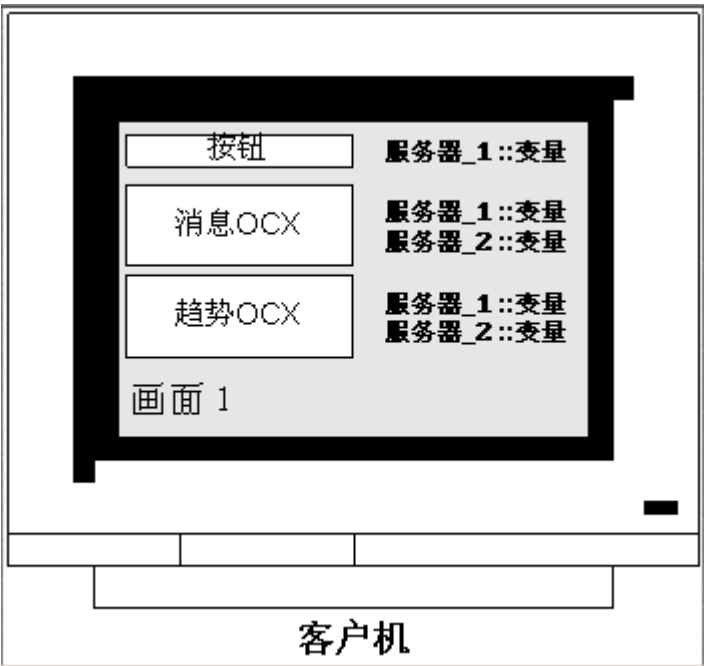 按钮 服务器_1::变量
消息OCX 服务器_1::变量
服务器_2::变量
趋势OCX 服务器_1::变量
服务器_2::变量
画面 1
客户机